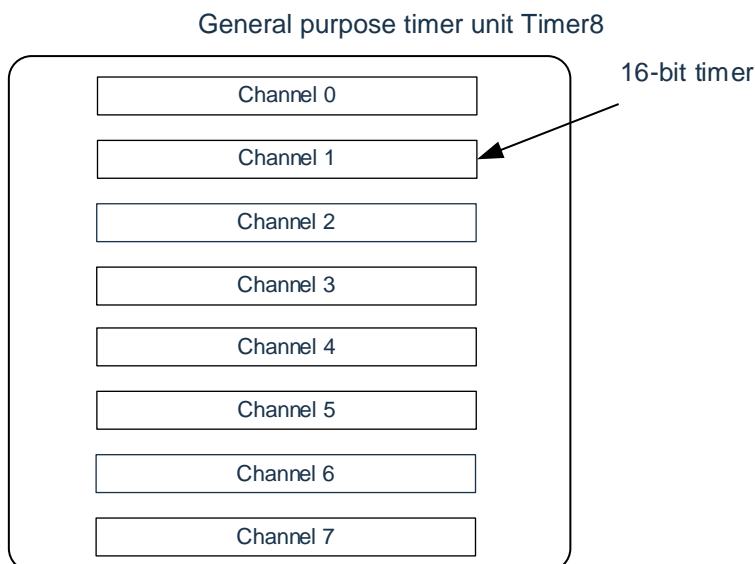 General purpose timer unit Timer8
16-bit timer
Channel 0
Channel 1
Channel 2
Channel 3
Channel 4
Channel 5
Channel 6
Channel 7